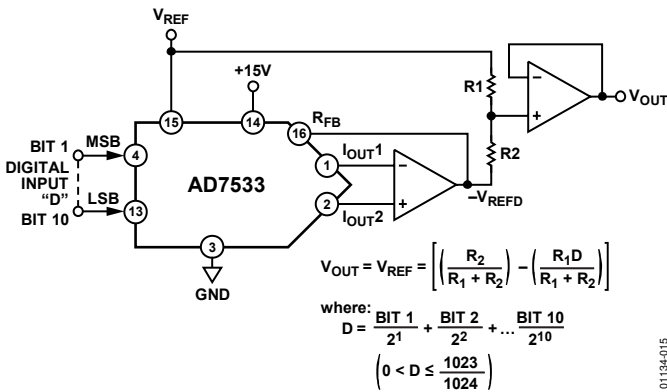 VREF
+15V
R1
VOUT
15
14
RFB
16
R2
BIT 1
MSB
4
DIGITAL
INPUT
"D"
AD7533
1
IOUT1
2
IOUT2
–VREFD
LSB
13
BIT 10
3
GND
VOUT = VREF = [(R2 / (R1 + R2)) – (R1D / (R1 + R2))]
where:
D = BIT 1 / 2^1 + BIT 2 / 2^2 + ... BIT 10 / 2^10
(0 < D ≤ 1023 / 1024)
01134-015